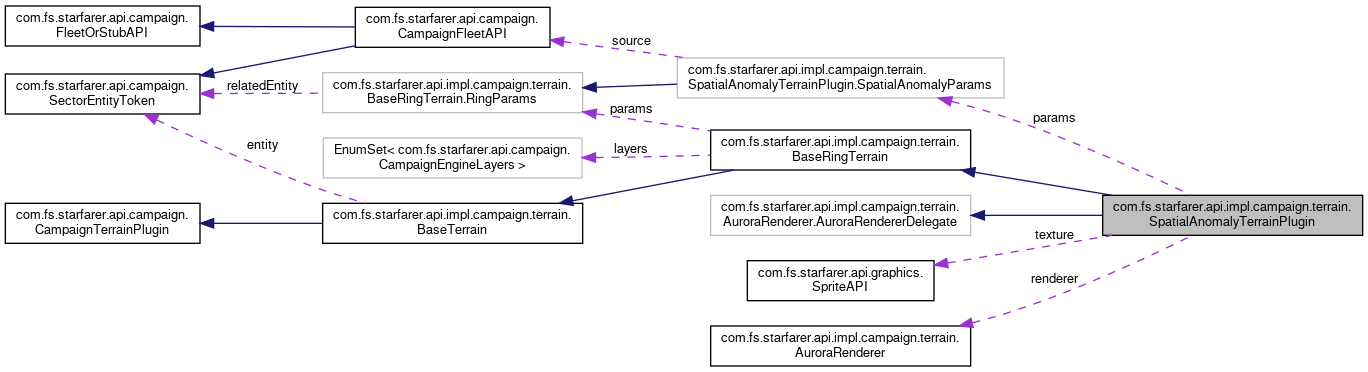 com.fs.starfarer.api.campaign.
FleetOrStubAPI
com.fs.starfarer.api.campaign.
CampaignFleetAPI
source
com.fs.starfarer.api.campaign.
SectorEntityToken
relatedEntity
com.fs.starfarer.api.impl.campaign.terrain.
BaseRingTerrain.RingParams
com.fs.starfarer.api.impl.campaign.terrain.
SpatialAnomalyTerrainPlugin.SpatialAnomalyParams
params
params
entity
EnumSet< com.fs.starfarer.api.campaign.
CampaignEngineLayers >
layers
com.fs.starfarer.api.impl.campaign.terrain.
BaseRingTerrain
com.fs.starfarer.api.campaign.
CampaignTerrainPlugin
com.fs.starfarer.api.impl.campaign.terrain.
BaseTerrain
com.fs.starfarer.api.impl.campaign.terrain.
AuroraRenderer.AuroraRendererDelegate
com.fs.starfarer.api.impl.campaign.terrain.
SpatialAnomalyTerrainPlugin
texture
com.fs.starfarer.api.graphics.
SpriteAPI
renderer
com.fs.starfarer.api.impl.campaign.terrain.
AuroraRenderer